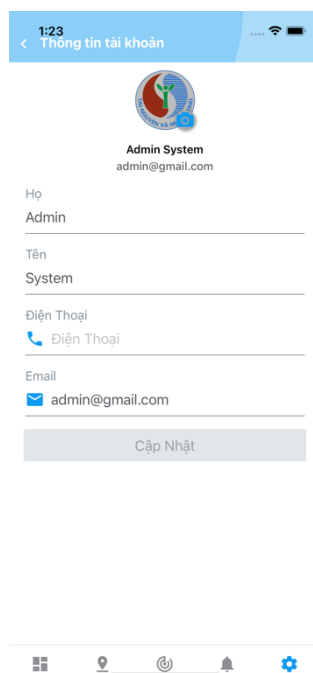 1:23
Thông tin tài khoản
Admin System
admin@gmail.com
Họ
Admin
Tên
System
Điện Thoại
Điện Thoại
Email
admin@gmail.com
Cập Nhật